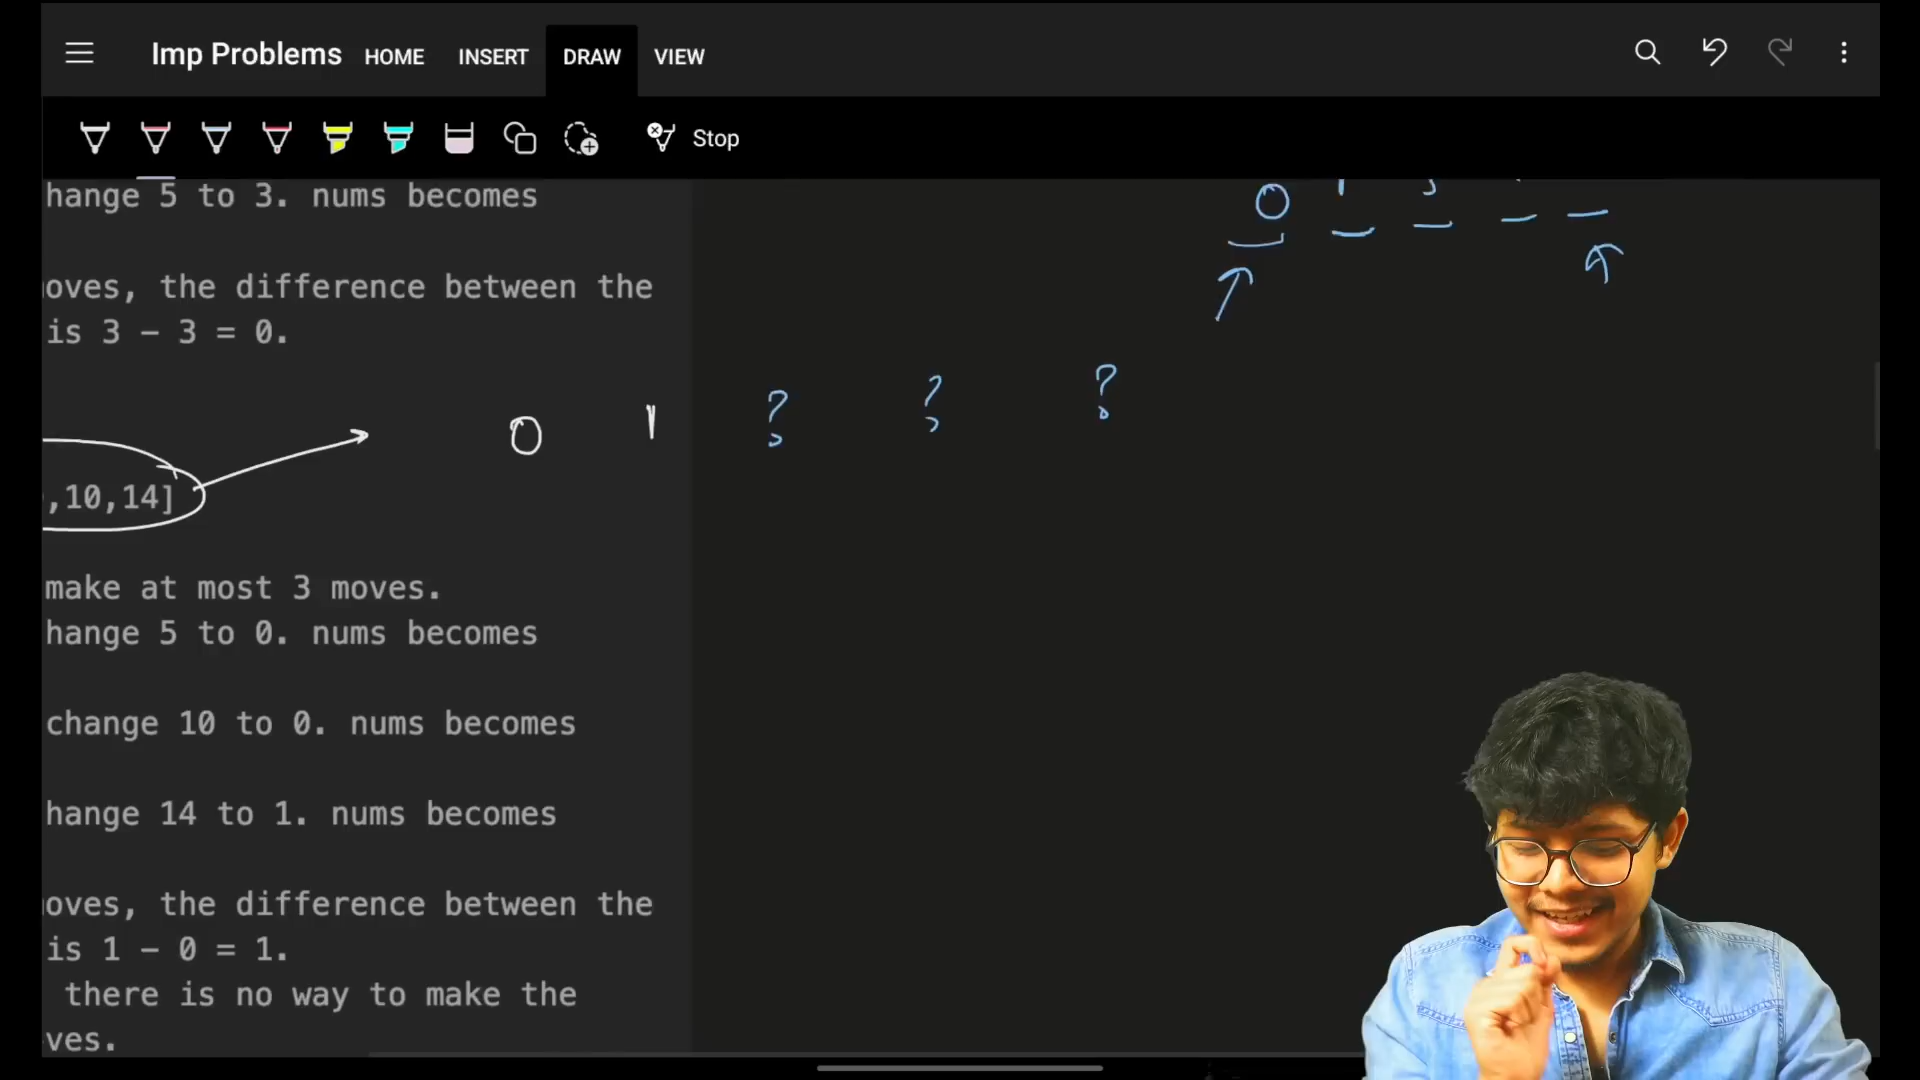 Imp Problems HOME INSERT DRAW VIEW
Stop
hange 5 to 3. nums becomes
oves, the difference between the
is 3 - 3 = 0.
,10,14]
0 1 ? ? ?
0
make at most 3 moves.
hange 5 to 0. nums becomes
change 10 to 0. nums becomes
hange 14 to 1. nums becomes
oves, the difference between the
is 1 - 0 = 1.
there is no way to make the
ves.